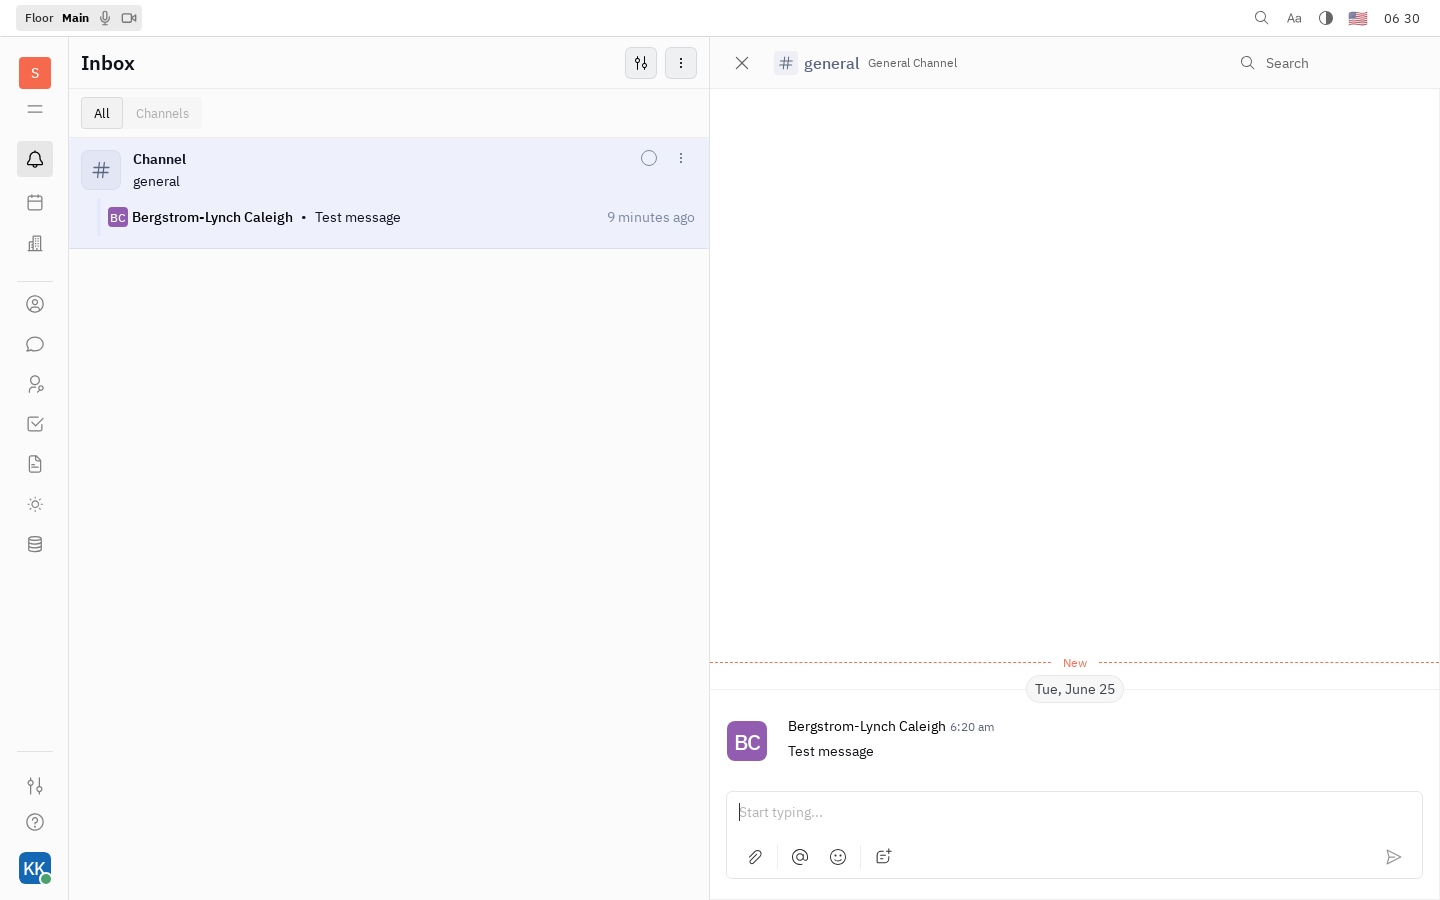 Floor Main
Aa
06 30
S
Inbox
All
Channels
Channel
general
BC Bergstrom-Lynch Caleigh • Test message 9 minutes ago
KK
general General Channel
Search
New
Tue, June 25
BC
Bergstrom-Lynch Caleigh 6:20 am
Test message
Start typing...